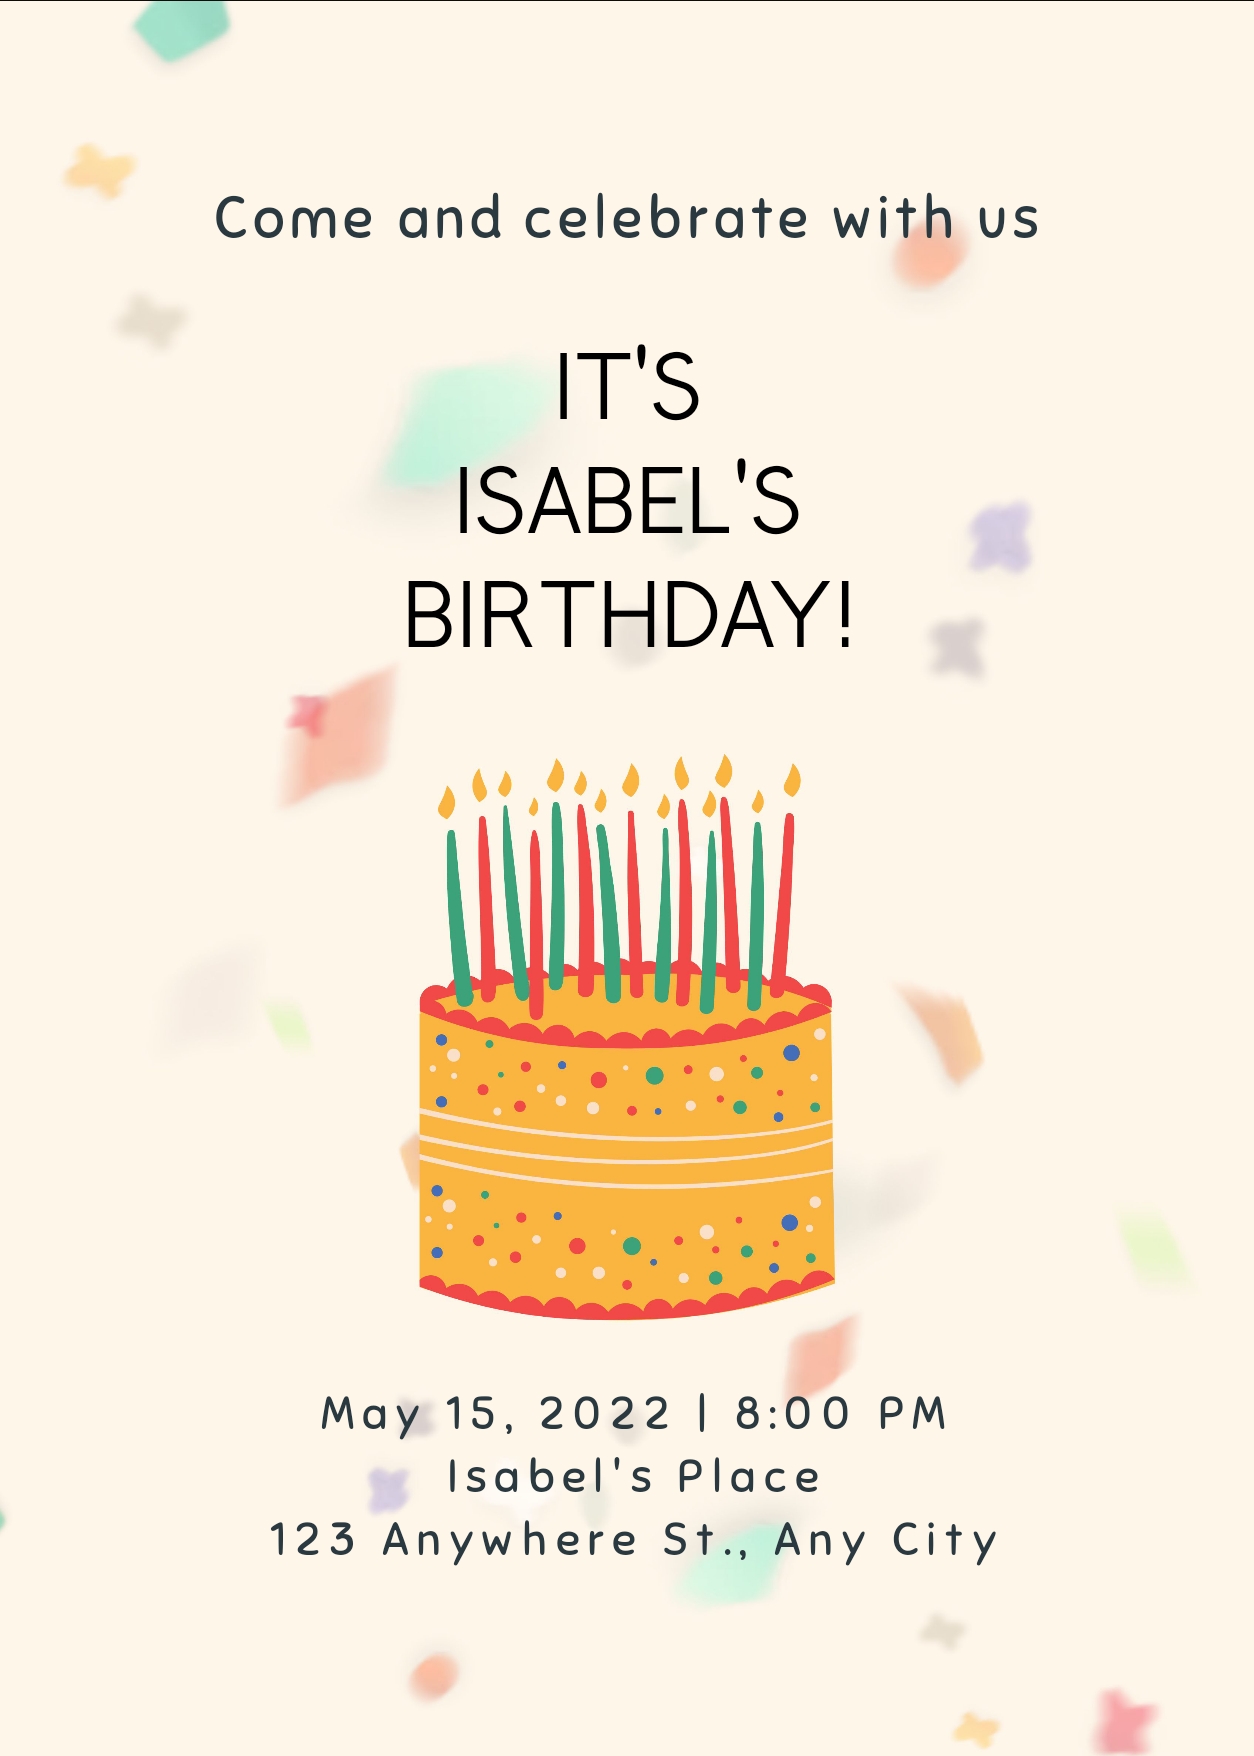 Come and celebrate with us
IT'S
ISABEL'S
BIRTHDAY!
May 15, 2022 | 8:00 PM
Isabel's Place
123 Anywhere St., Any City